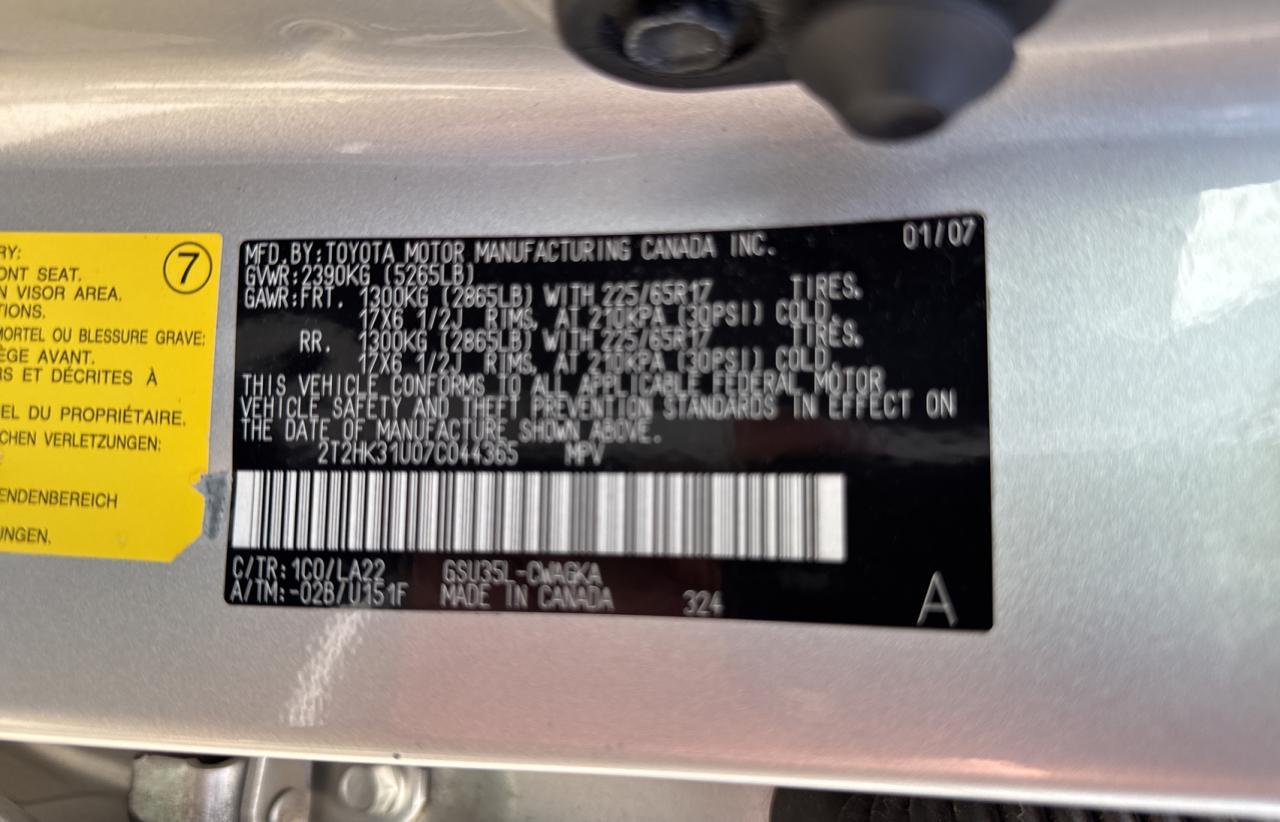 RY:
ONT SEAT.
N VISOR AREA.
TIONS.
MORTEL OU BLESSURE GRAVE:
ÈGE AVANT.
RS ET DÉCRITES À
EL DU PROPRIÉTAIRE.
CHEN VERLETZUNGEN:
ENDENBEREICH
UNGEN.
7
MFD.BY:TOYOTA MOTOR MANUFACTURING CANADA INC. 01/07
GVWR:2390KG (5265LB)
GAWR:FRT. 1300KG (2865LB) WITH 225/65R17 TIRES,
17X6 1/2J RIMS, AT 210KPA (30PSI) COLD.
RR. 1300KG (2865LB) WITH 225/65R17 TIRES,
17X6 1/2J RIMS, AT 210KPA (30PSI) COLD.
THIS VEHICLE CONFORMS TO ALL APPLICABLE FEDERAL MOTOR
VEHICLE SAFETY AND THEFT PREVENTION STANDARDS IN EFFECT ON
THE DATE OF MANUFACTURE SHOWN ABOVE.
2T2HK31U07C044365 MPV
C/TR:1C0/LA22 GSU35L-CWAGKA
A/TM:-02B/U151F MADE IN CANADA 324
A